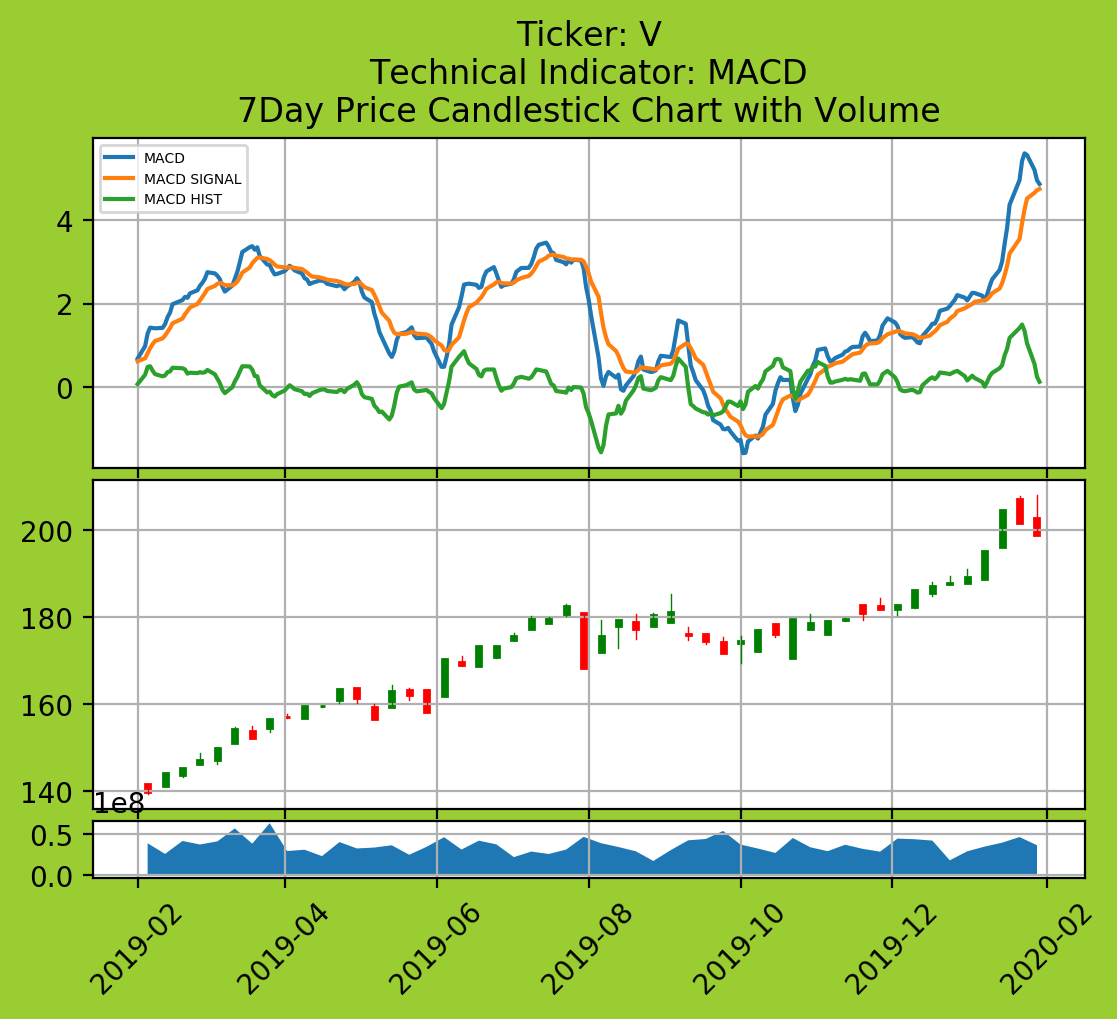 Ticker: V
Technical Indicator: MACD
7Day Price Candlestick Chart with Volume
MACD
MACD SIGNAL
MACD HIST
4
2
0
200
180
160
140
1e8
0.5
0.0
2019-02
2019-04
2019-06
2019-08
2019-10
2019-12
2020-02